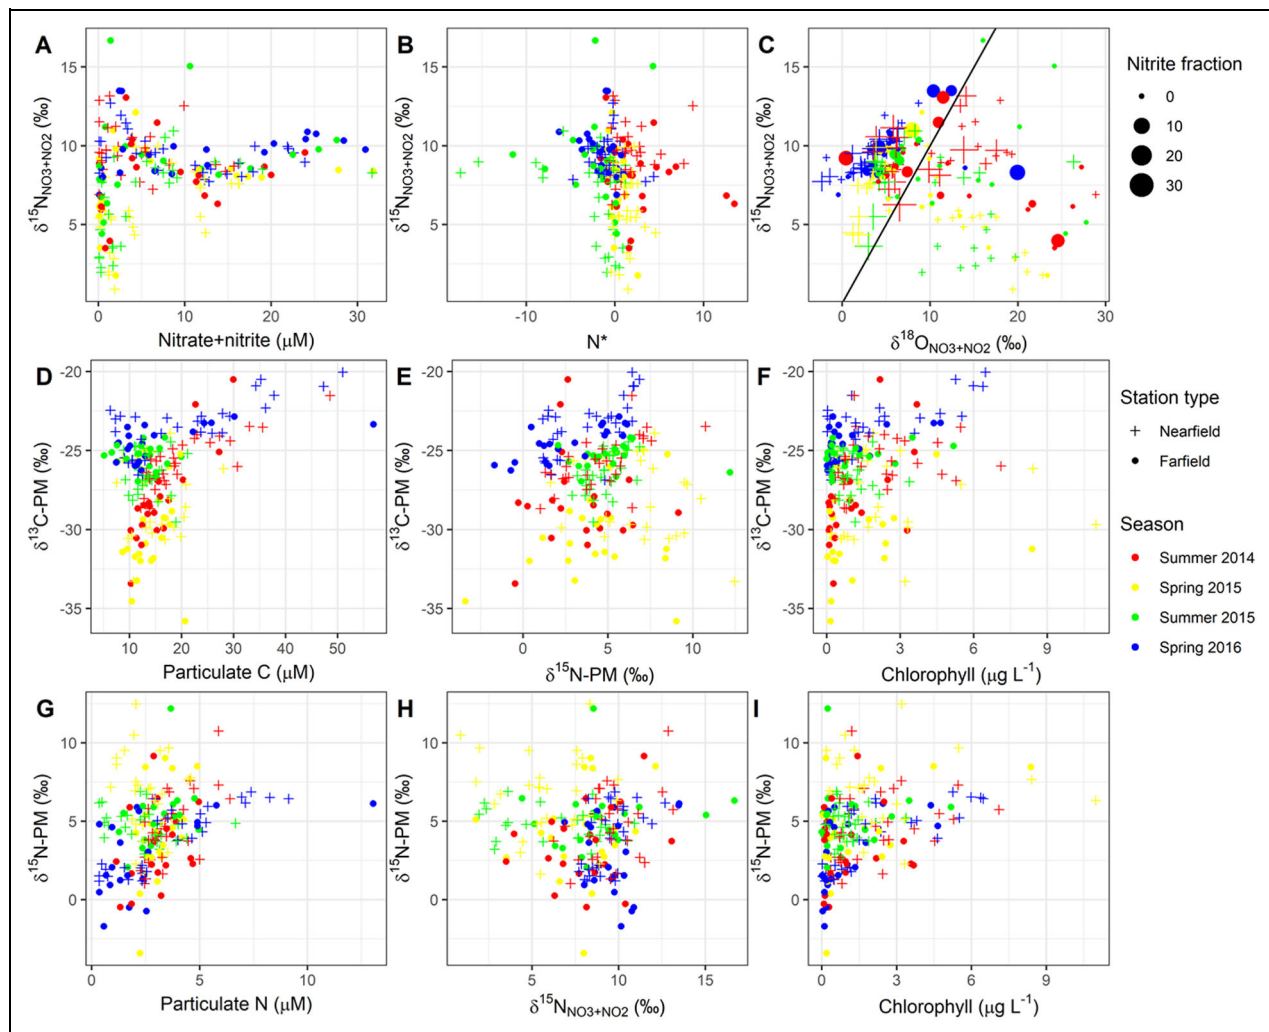 A
B
C
δ¹⁵N_NO3+NO2 (‰)
15
10
5
0
10
20
30
Nitrate+nitrite (μM)
δ¹⁵N_NO3+NO2 (‰)
15
10
5
-10
0
10
N*
δ¹⁵N_NO3+NO2 (‰)
15
10
5
0
10
20
30
δ¹⁸O_NO3+NO2 (‰)
Nitrite fraction
0
10
20
30
D
E
F
δ¹³C-PM (‰)
-20
-25
-30
-35
10
20
30
40
50
Particulate C (μM)
δ¹³C-PM (‰)
-20
-25
-30
-35
0
5
10
δ¹⁵N-PM (‰)
δ¹³C-PM (‰)
-20
-25
-30
-35
0
3
6
9
Chlorophyll (μg L⁻¹)
Station type
Nearfield
Farfield
Season
Summer 2014
Spring 2015
Summer 2015
Spring 2016
G
H
I
δ¹⁵N-PM (‰)
10
5
0
0
5
10
Particulate N (μM)
δ¹⁵N-PM (‰)
10
5
0
5
10
15
δ¹⁵N_NO3+NO2 (‰)
δ¹⁵N-PM (‰)
10
5
0
0
3
6
9
Chlorophyll (μg L⁻¹)